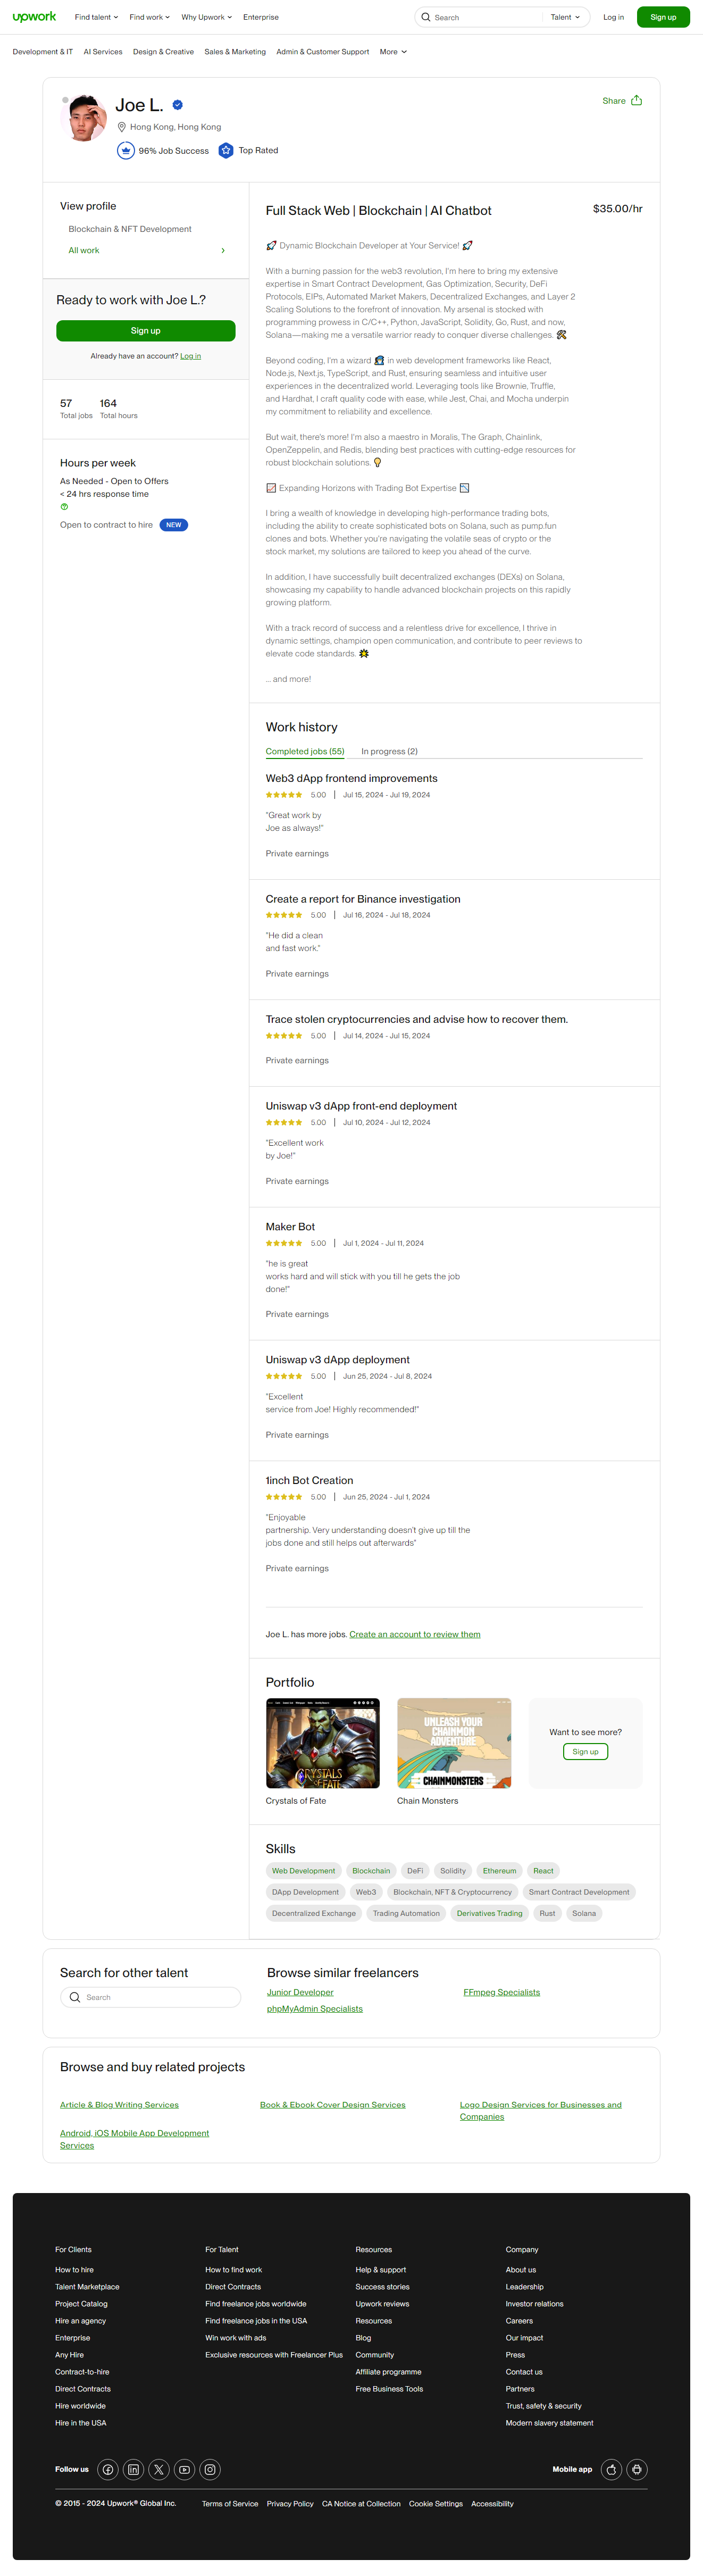 upwork
Find talent
Find work
Why Upwork
Enterprise
Search
Talent
Log in
Sign up
Development & IT
AI Services
Design & Creative
Sales & Marketing
Admin & Customer Support
More
Joe L.
Share
Hong Kong, Hong Kong
96% Job Success
Top Rated
View profile
Blockchain & NFT Development
All work
Ready to work with Joe L.?
Sign up
Already have an account? Log in
57
164
Total jobs
Total hours
Hours per week
As Needed - Open to Offers
< 24 hrs response time
Open to contract to hire
NEW
Full Stack Web | Blockchain | AI Chatbot
$35.00/hr
🚀 Dynamic Blockchain Developer at Your Service! 🚀
With a burning passion for the web3 revolution, I'm here to bring my extensive
expertise in Smart Contract Development, Gas Optimization, Security, DeFi
Protocols, EIPs, Automated Market Makers, Decentralized Exchanges, and Layer 2
Scaling Solutions to the forefront of innovation. My arsenal is stocked with
programming prowess in C/C++, Python, JavaScript, Solidity, Go, Rust, and now,
Solana—making me a versatile warrior ready to conquer diverse challenges. 🛠️
Beyond coding, I'm a wizard 🧙‍♂️ in web development frameworks like React,
Node.js, Next.js, TypeScript, and Rust, ensuring seamless and intuitive user
experiences in the decentralized world. Leveraging tools like Brownie, Truffle,
and Hardhat, I craft quality code with ease, while Jest, Chai, and Mocha underpin
my commitment to reliability and excellence.
But wait, there's more! I'm also a maestro in Moralis, The Graph, Chainlink,
OpenZeppelin, and Redis, blending best practices with cutting-edge resources for
robust blockchain solutions. 💡
📈 Expanding Horizons with Trading Bot Expertise 📉
I bring a wealth of knowledge in developing high-performance trading bots,
including the ability to create sophisticated bots on Solana, such as pump.fun
clones and bots. Whether you're navigating the volatile seas of crypto or the
stock market, my solutions are tailored to keep you ahead of the curve.
In addition, I have successfully built decentralized exchanges (DEXs) on Solana,
showcasing my capability to handle advanced blockchain projects on this rapidly
growing platform.
With a track record of success and a relentless drive for excellence, I thrive in
dynamic settings, champion open communication, and contribute to peer reviews to
elevate code standards. 💥
... and more!
Work history
Completed jobs (55)
In progress (2)
Web3 dApp frontend improvements
5.00 | Jul 15, 2024 - Jul 19, 2024
"Great work by
Joe as always!"
Private earnings
Create a report for Binance investigation
5.00 | Jul 16, 2024 - Jul 18, 2024
"He did a clean
and fast work."
Private earnings
Trace stolen cryptocurrencies and advise how to recover them.
5.00 | Jul 14, 2024 - Jul 15, 2024
Private earnings
Uniswap v3 dApp front-end deployment
5.00 | Jul 10, 2024 - Jul 12, 2024
"Excellent work
by Joe!"
Private earnings
Maker Bot
5.00 | Jul 1, 2024 - Jul 11, 2024
"he is great
works hard and will stick with you till he gets the job
done!"
Private earnings
Uniswap v3 dApp deployment
5.00 | Jun 25, 2024 - Jul 8, 2024
"Excellent
service from Joe! Highly recommended!"
Private earnings
1inch Bot Creation
5.00 | Jun 25, 2024 - Jul 1, 2024
"Enjoyable
partnership. Very understanding doesn't give up till the
jobs done and still helps out afterwards"
Private earnings
Joe L. has more jobs. Create an account to review them
Portfolio
CRYSTALS
OF FATE
UNLEASH YOUR
CHAINMON
ADVENTURE
CHAINMONSTERS
Want to see more?
Sign up
Crystals of Fate
Chain Monsters
Skills
Web Development
Blockchain
DeFi
Solidity
Ethereum
React
DApp Development
Web3
Blockchain, NFT & Cryptocurrency
Smart Contract Development
Decentralized Exchange
Trading Automation
Derivatives Trading
Rust
Solana
Search for other talent
Search
Browse similar freelancers
Junior Developer
FFmpeg Specialists
phpMyAdmin Specialists
Browse and buy related projects
Article & Blog Writing Services
Book & Ebook Cover Design Services
Logo Design Services for Businesses and
Companies
Android, iOS Mobile App Development
Services
For Clients
How to hire
Talent Marketplace
Project Catalog
Hire an agency
Enterprise
Any Hire
Contract-to-hire
Direct Contracts
Hire worldwide
Hire in the USA
For Talent
How to find work
Direct Contracts
Find freelance jobs worldwide
Find freelance jobs in the USA
Win work with ads
Exclusive resources with Freelancer Plus
Resources
Help & support
Success stories
Upwork reviews
Resources
Blog
Community
Affiliate programme
Free Business Tools
Company
About us
Leadership
Investor relations
Careers
Our impact
Press
Contact us
Partners
Trust, safety & security
Modern slavery statement
Follow us
Mobile app
© 2015 - 2024 Upwork® Global Inc.
Terms of Service
Privacy Policy
CA Notice at Collection
Cookie Settings
Accessibility